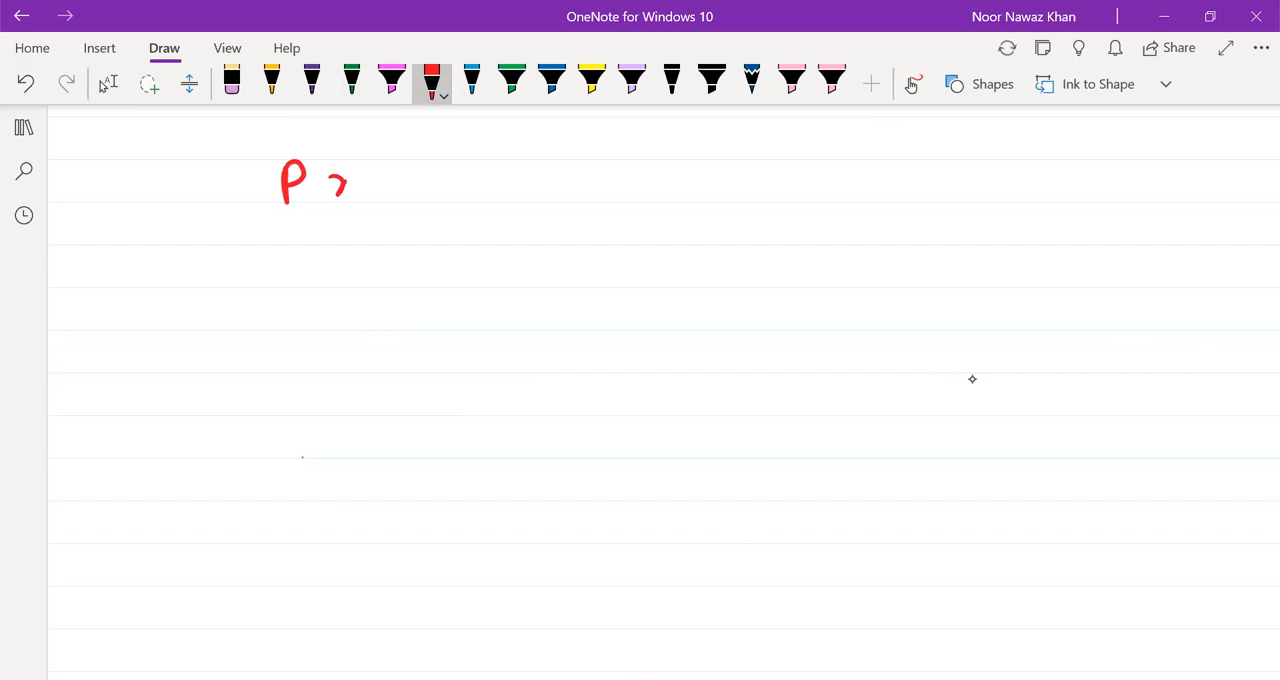 OneNote for Windows 10
Noor Nawaz Khan
Home Insert Draw View Help
Share
Shapes
Ink to Shape
P